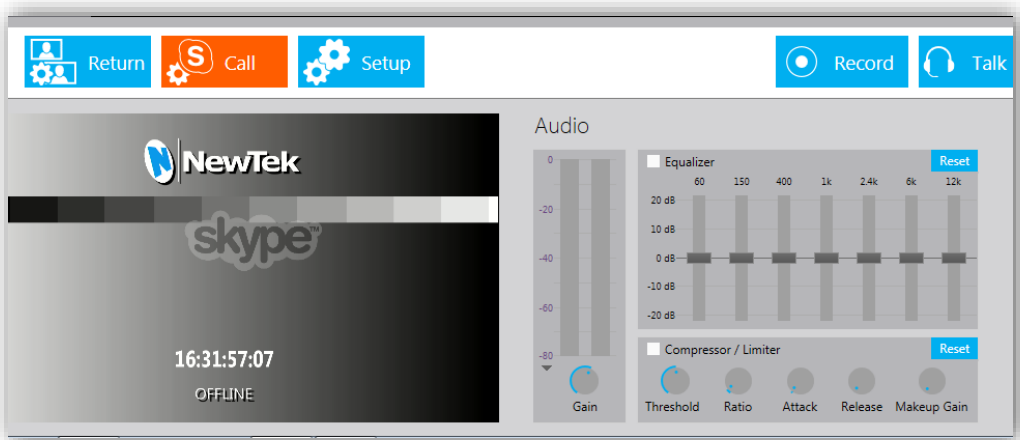 Return
S Call
Setup
Record
Talk
N NewTek
skype™
16:31:57:07
OFFLINE
Audio
0
-20
-40
-60
-80
Gain
Equalizer
Reset
60 150 400 1k 2.4k 6k 12k
20 dB
10 dB
0 dB
-10 dB
-20 dB
Compressor / Limiter
Reset
Threshold Ratio Attack Release Makeup Gain